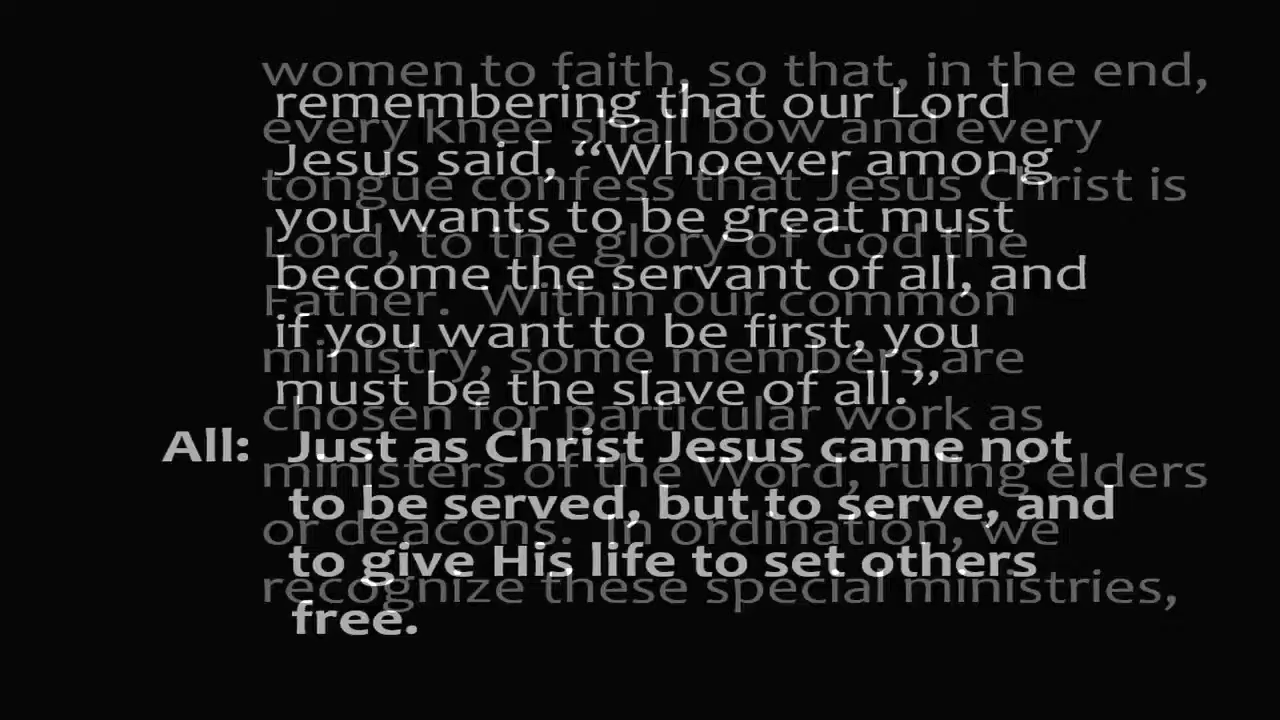 women to faith, so that, in the end,
every knee shall bow and every
tongue confess that Jesus Christ is
Lord, to the glory of God the
Father.  Within our common
ministry, some members are
chosen for particular work as
ministers of the Word, ruling elders
or deacons.  In ordination, we
recognize these special ministries,
remembering that our Lord
Jesus said, “Whoever among
you wants to be great must
become the servant of all, and
if you want to be first, you
must be the slave of all.”
All: Just as Christ Jesus came not
to be served, but to serve, and
to give His life to set others
free.